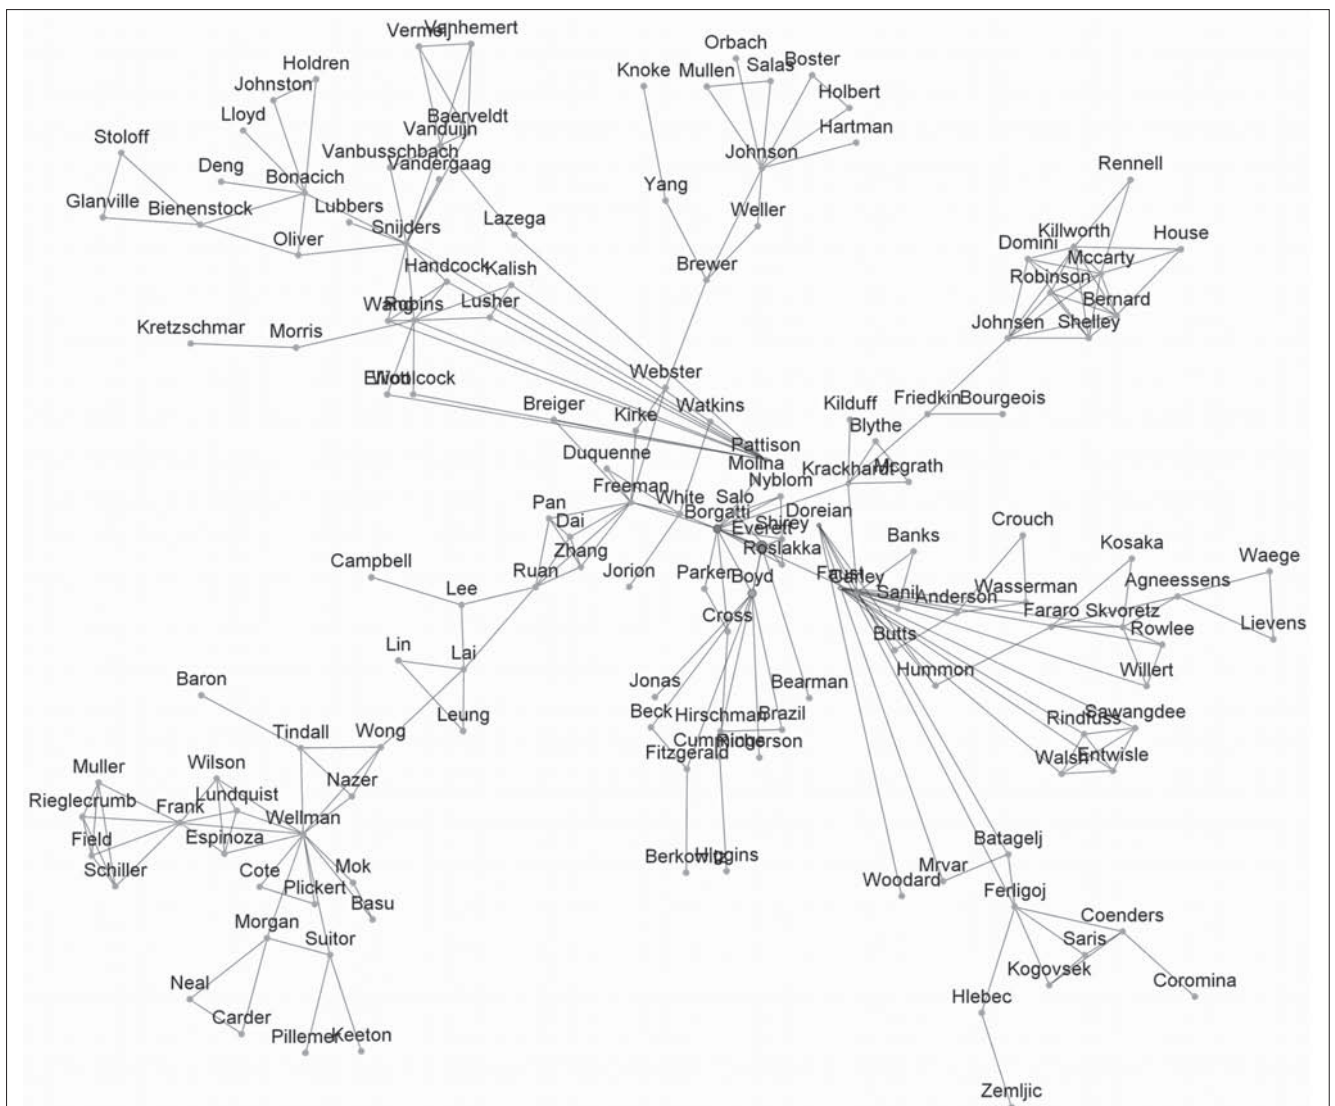 Vanhemert
Orbach
Holdren
Salas
Boster
Johnston
Knoke
Mullen
Holbert
Lloyd
Baerveldt
Hartman
Stoloff
Vanduijn
Vanbusschbach
Johnson
Deng
Vandergaag
Rennell
Bonacich
Yang
Glanville
Bienenstock
Lubbers
Weller
Snijders
Lazega
Killworth
House
Oliver
Domini
Mccarty
Handcock
Kalish
Brewer
Robinson
Lusher
Bernard
Kretzschmar
Morris
Johnsen
Shelley
Webster
Breiger
Kirke
Watkins
Kilduff
Friedkin
Bourgeois
Blythe
Pattison
Duquenne
Molina
Krackhardt
Mcgrath
Freeman
Nyblom
White
Salo
Pan
Borgatti
Doreian
Dai
Everett
Crouch
Zhang
Banks
Kosaka
Campbell
Ruan
Jorion
Parker
Boyd
Wasserman
Agneessens
Waege
Lee
Sanil
Anderson
Cross
Fararo
Skvoretz
Butts
Rowlee
Lievens
Lin
Lai
Hummon
Willert
Baron
Jonas
Bearman
Leung
Beck
Hirschman
Brazil
Sawangdee
Tindall
Wong
Rindfuss
Fitzgerald
Walsh
Entwisle
Muller
Wilson
Nazer
Rieglecrumb
Frank
Lundquist
Wellman
Field
Espinoza
Batagelj
Schiller
Cote
Mok
Berkowitz
Higgins
Mrvar
Plickert
Woodard
Basu
Ferligoj
Morgan
Suitor
Coenders
Saris
Neal
Kogovsek
Coromina
Hlebec
Carder
Pillemer
Keeton
Zemljic